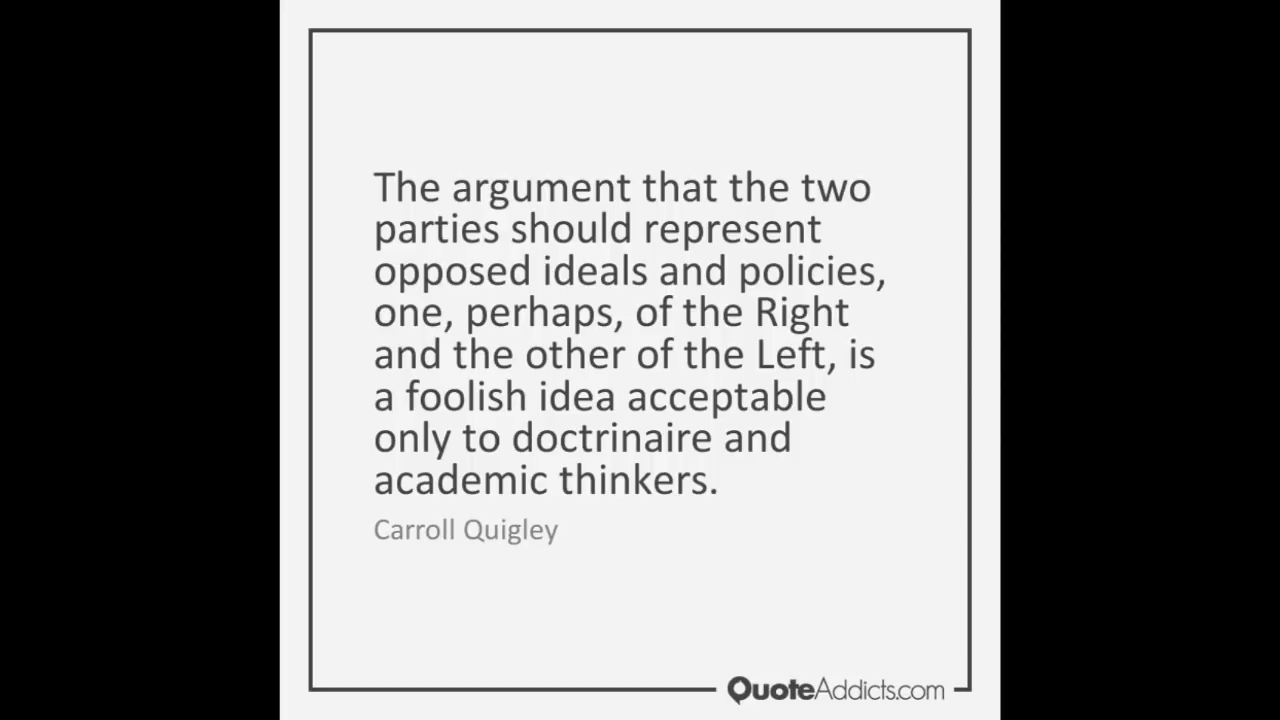 The argument that the two
parties should represent
opposed ideals and policies,
one, perhaps, of the Right
and the other of the Left, is
a foolish idea acceptable
only to doctrinaire and
academic thinkers.
Carroll Quigley
QuoteAddicts.com